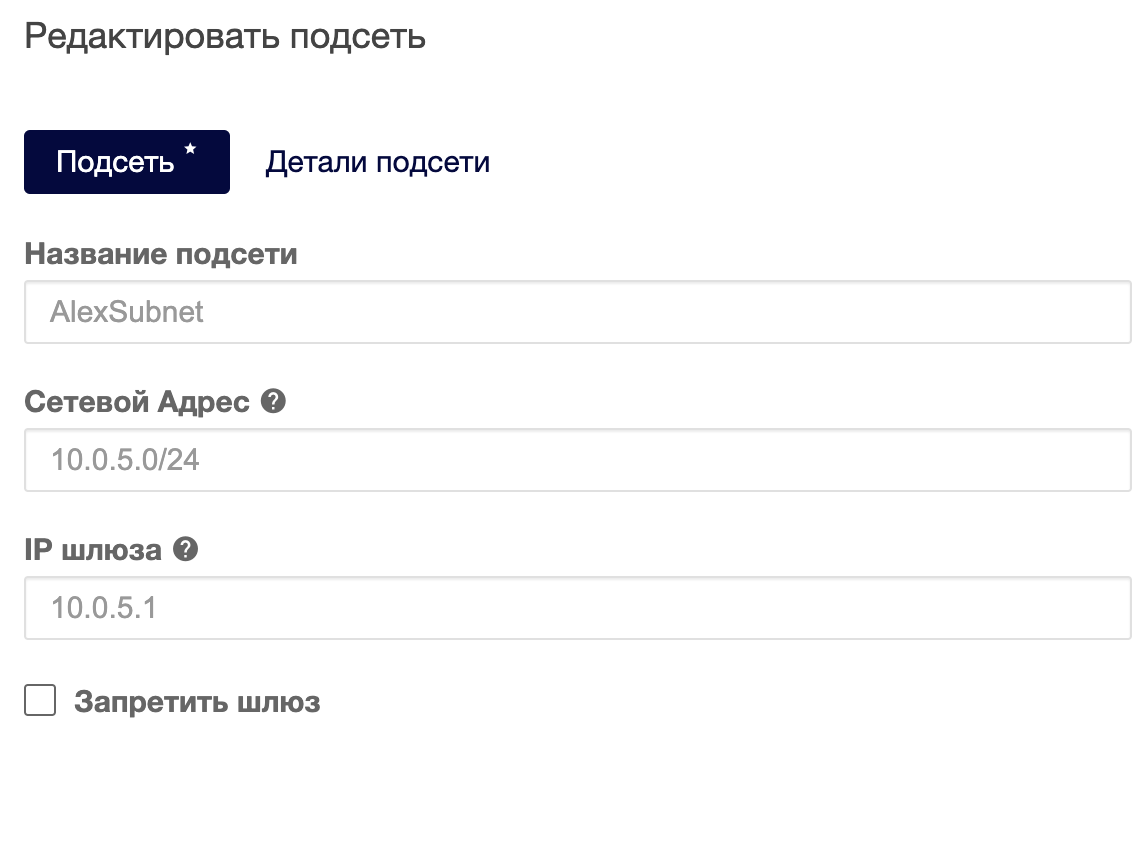 Редактировать подсеть
Подсеть * Детали подсети
Название подсети
AlexSubnet
Сетевой Адрес ?
10.0.5.0/24
IP шлюза ?
10.0.5.1
Запретить шлюз